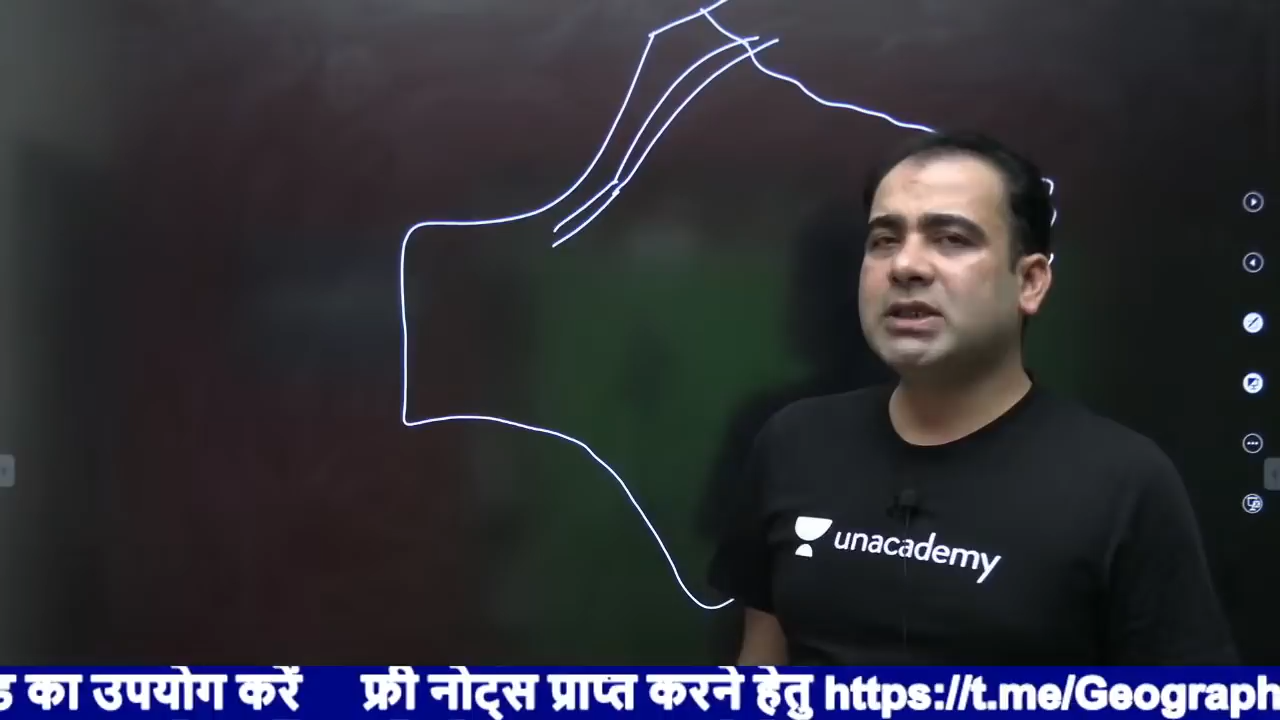 unacademy
का उपयोग करें फ्री नोट्स प्राप्त करने हेतु https://t.me/Geograph